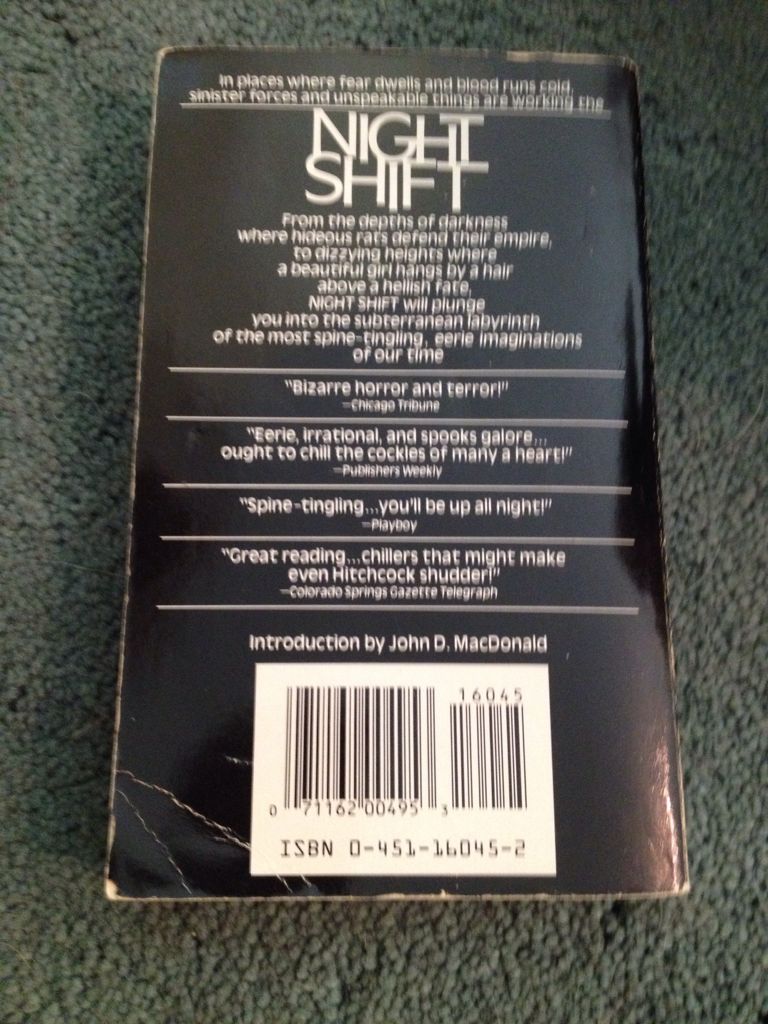 In places where fear dwells and blood runs cold,
sinister forces and unspeakable things are working the
NIGHT
SHIFT
From the depths of darkness
where hideous rats defend their empire,
to dizzying heights where
a beautiful girl hangs by a hair
above a hellish fate,
NIGHT SHIFT will plunge
you into the subterranean labyrinth
of the most spine-tingling, eerie imaginations
of our time
"Bizarre horror and terror!"
—Chicago Tribune
"Eerie, irrational, and spooks galore...
ought to chill the cockles of many a heart!"
—Publishers Weekly
"Spine-tingling...you'll be up all night!"
—Playboy
"Great reading...chillers that might make
even Hitchcock shudder!"
—Colorado Springs Gazette Telegraph
Introduction by John D. MacDonald
16045
0 71162 00495 3
ISBN 0-451-16045-2